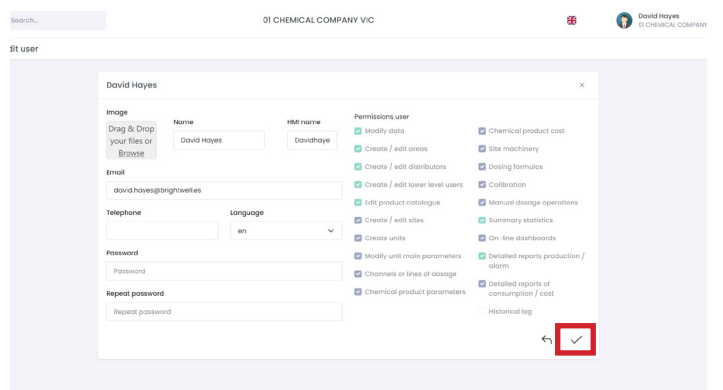 Search...
01 CHEMICAL COMPANY VIC
David Hayes
01 CHEMICAL COMPANY
dit user
David Hayes
Image
Drag & Drop
your files or
Browse
Name
David Hayes
HMI name
Davidhaye
Email
david.hayes@brightwell.es
Telephone
Language
en
Password
Password
Repeat password
Repeat password
Permissions user
Modify data
Create / edit areas
Create / edit distributors
Create / edit lower level users
Edit product catalogue
Create / edit sites
Create units
Modify unit main parameters
Channels or lines of dosage
Chemical product parameters
Chemical product cost
Site machinery
Dosing formulas
Calibration
Manual dosage operations
Summary statistics
On-line dashboards
Detailed reports production /
alarm
Detailed reports of
consumption / cost
Historical log